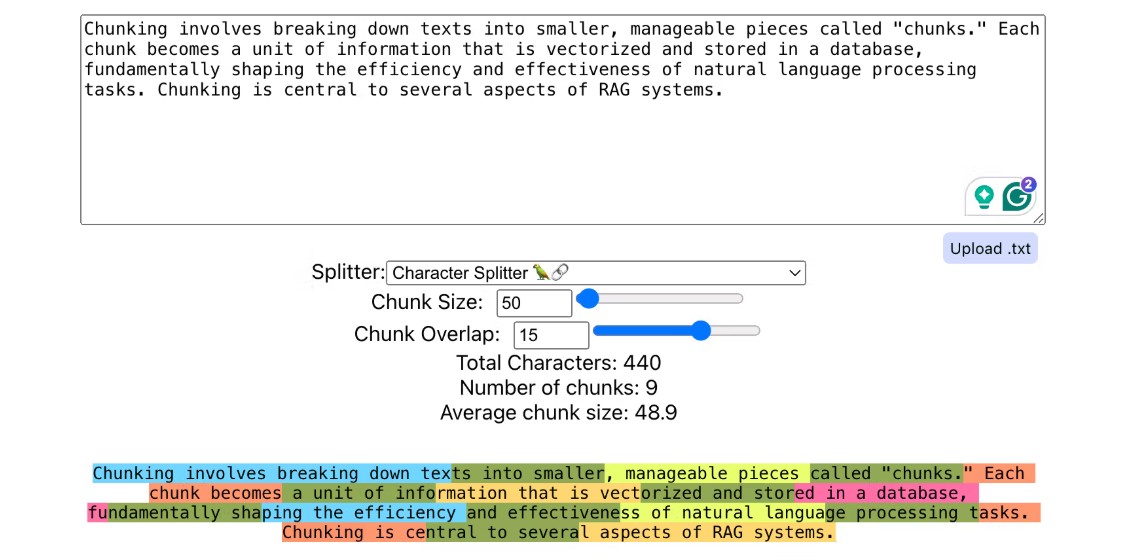 Chunking involves breaking down texts into smaller, manageable pieces called "chunks." Each
chunk becomes a unit of information that is vectorized and stored in a database,
fundamentally shaping the efficiency and effectiveness of natural language processing
tasks. Chunking is central to several aspects of RAG systems.
2
Upload .txt
Splitter: Character Splitter 🦜🔗
Chunk Size: 50
Chunk Overlap: 15
Total Characters: 440
Number of chunks: 9
Average chunk size: 48.9
Chunking involves breaking down texts into smaller, manageable pieces called "chunks." Each
chunk becomes a unit of information that is vectorized and stored in a database,
fundamentally shaping the efficiency and effectiveness of natural language processing tasks.
Chunking is central to several aspects of RAG systems.